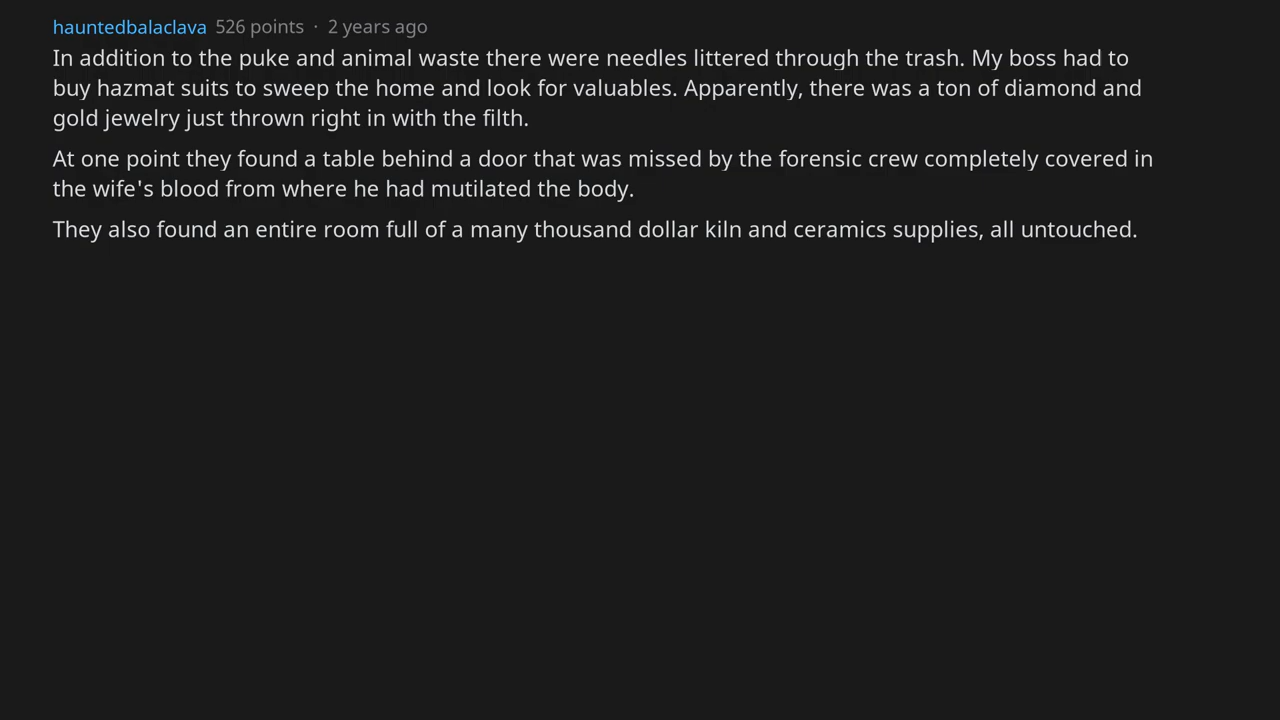 hauntedbalaclava 526 points · 2 years ago
In addition to the puke and animal waste there were needles littered through the trash. My boss had to
buy hazmat suits to sweep the home and look for valuables. Apparently, there was a ton of diamond and
gold jewelry just thrown right in with the filth.
At one point they found a table behind a door that was missed by the forensic crew completely covered in
the wife's blood from where he had mutilated the body.
They also found an entire room full of a many thousand dollar kiln and ceramics supplies, all untouched.